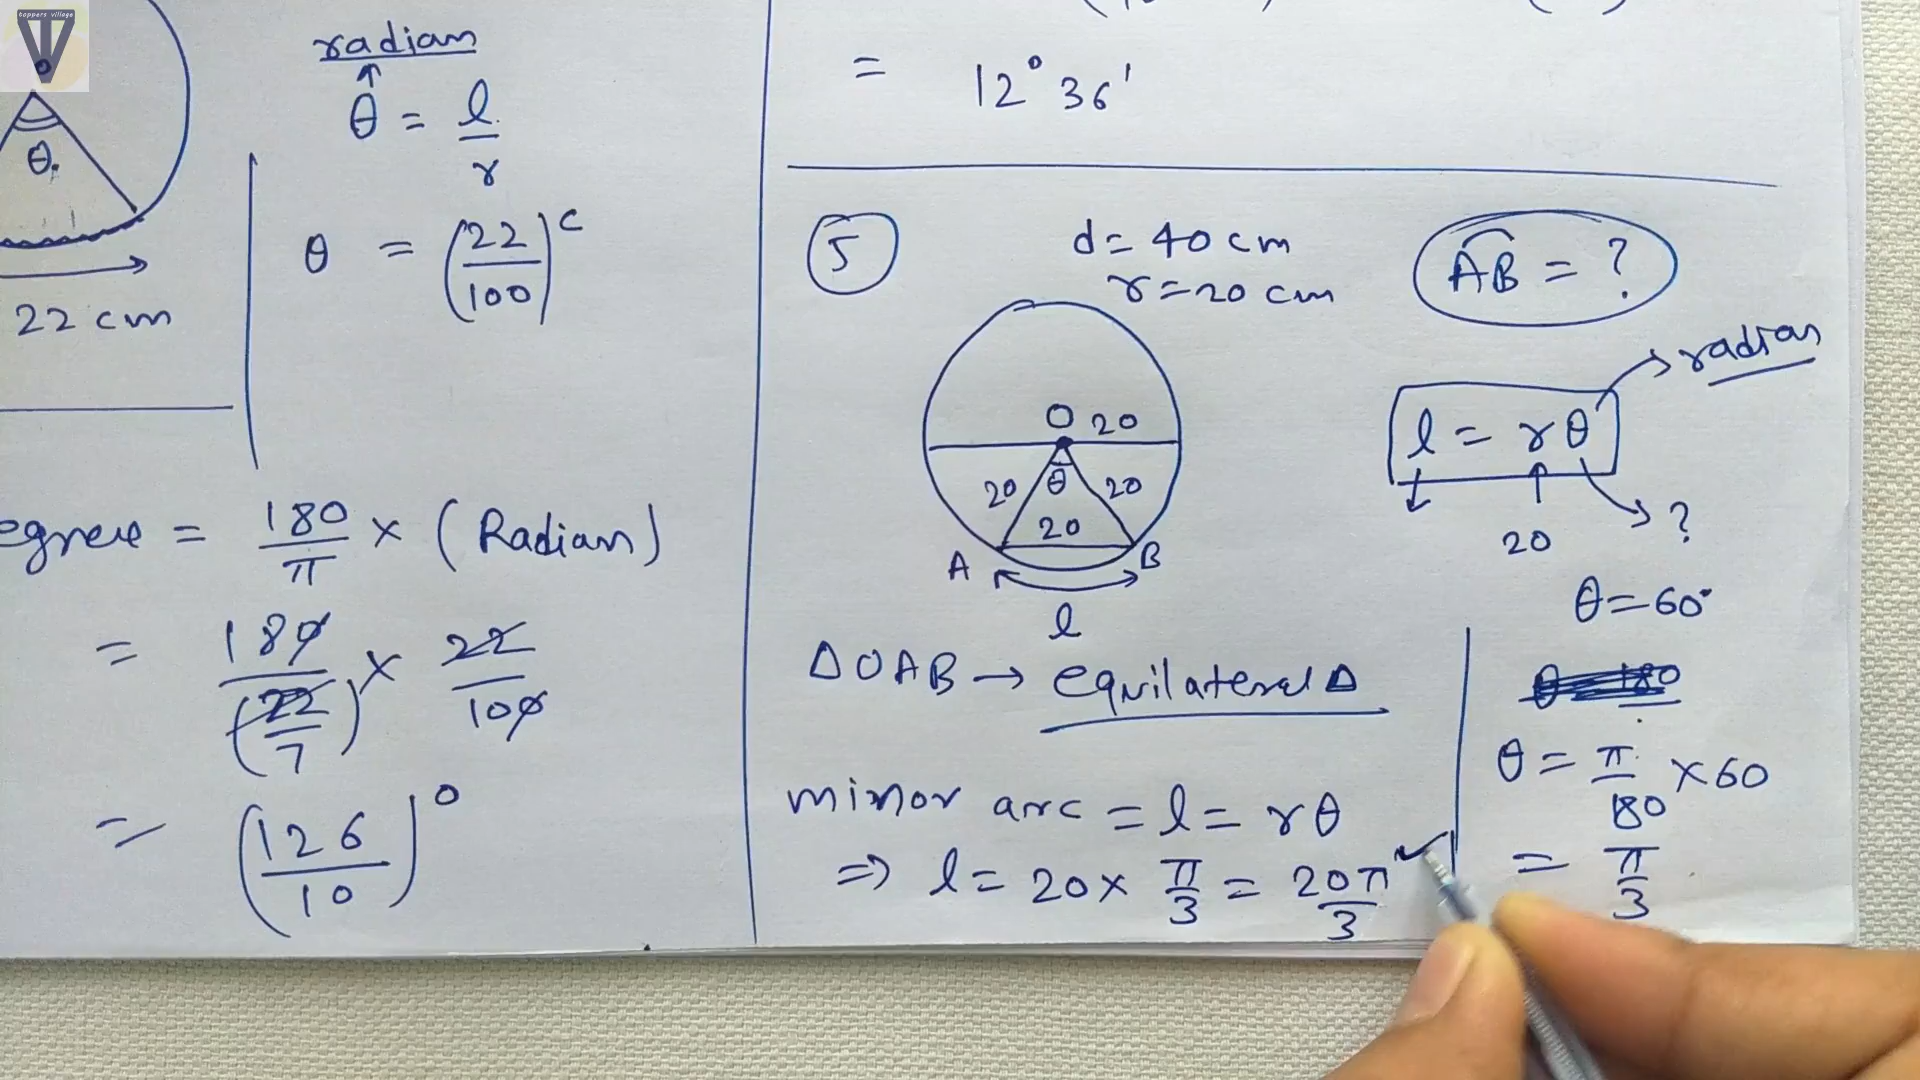 toppers village
radian
θ = l/r
θ.
θ = (22/100)^c
22 cm
= 180/π × (Radian)
= 180/(22/7) × 22/100
= (126/10)°
= 12° 36'
5
d = 40 cm
r = 20 cm
AB = ?
radian
l = rθ
20
?
O 20
20 θ 20
20
A B
l
θ = 60°
ΔOAB → equilateral Δ
minor arc = l = rθ
⇒ l = 20 × π/3 = 20π/3
θ = π/180 × 60
= π/3